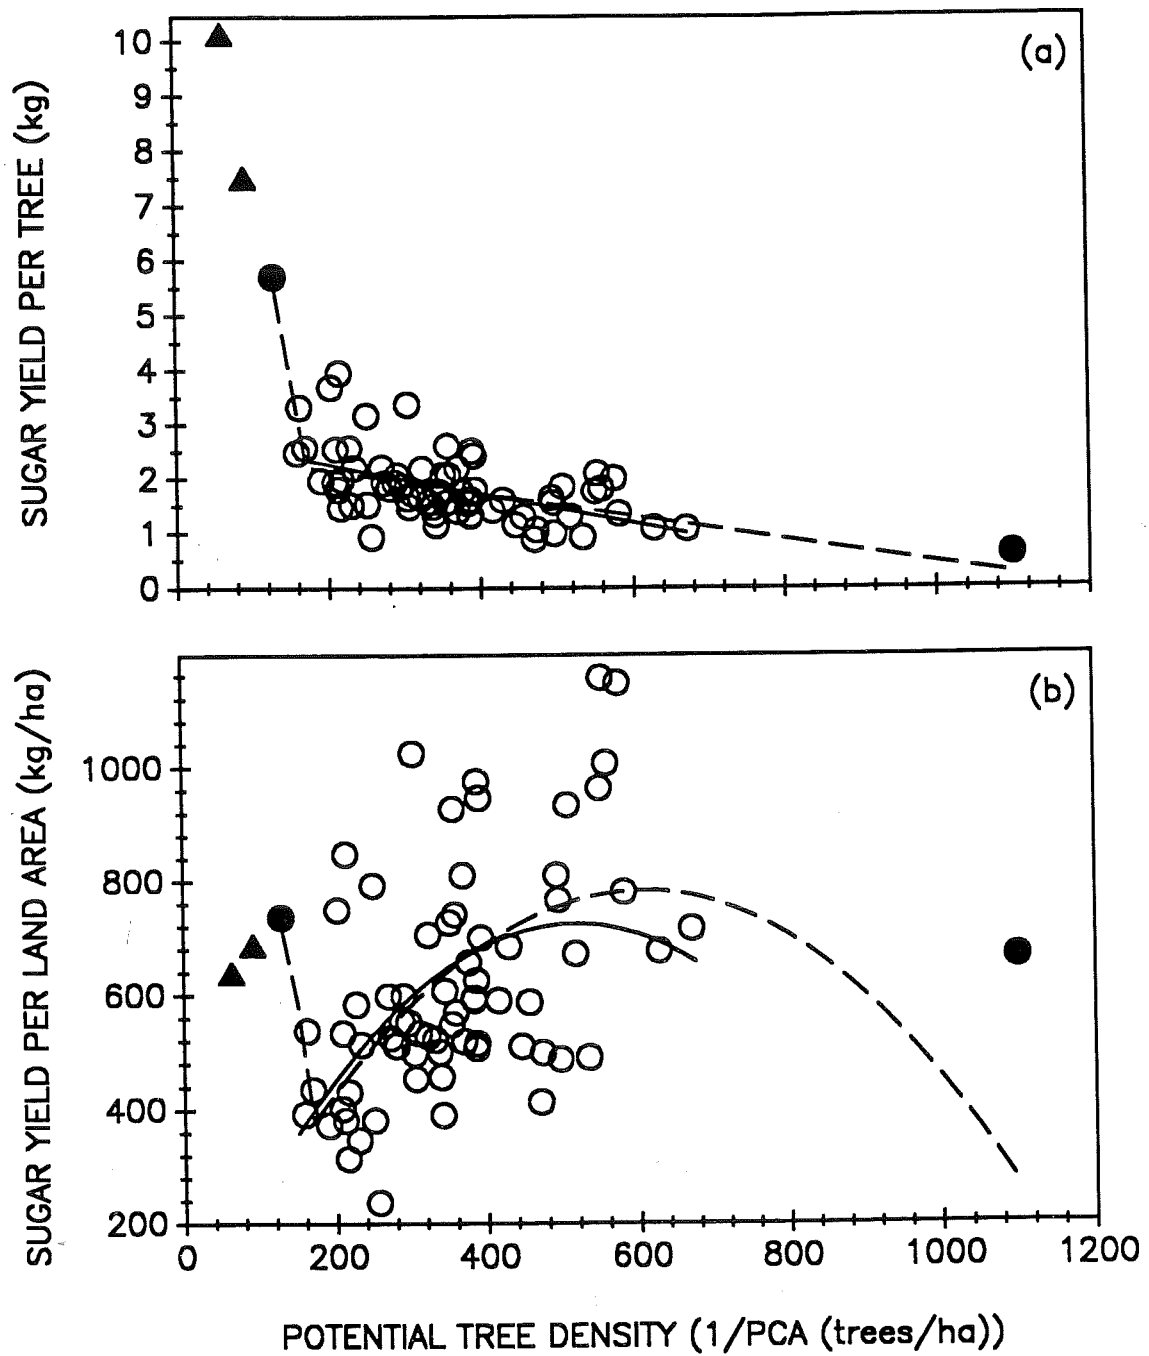 (a)
SUGAR YIELD PER TREE (kg)
10
9
8
7
6
5
4
3
2
1
0
(b)
SUGAR YIELD PER LAND AREA (kg/ha)
1000
800
600
400
200
0 200 400 600 800 1000 1200
POTENTIAL TREE DENSITY (1/PCA (trees/ha))